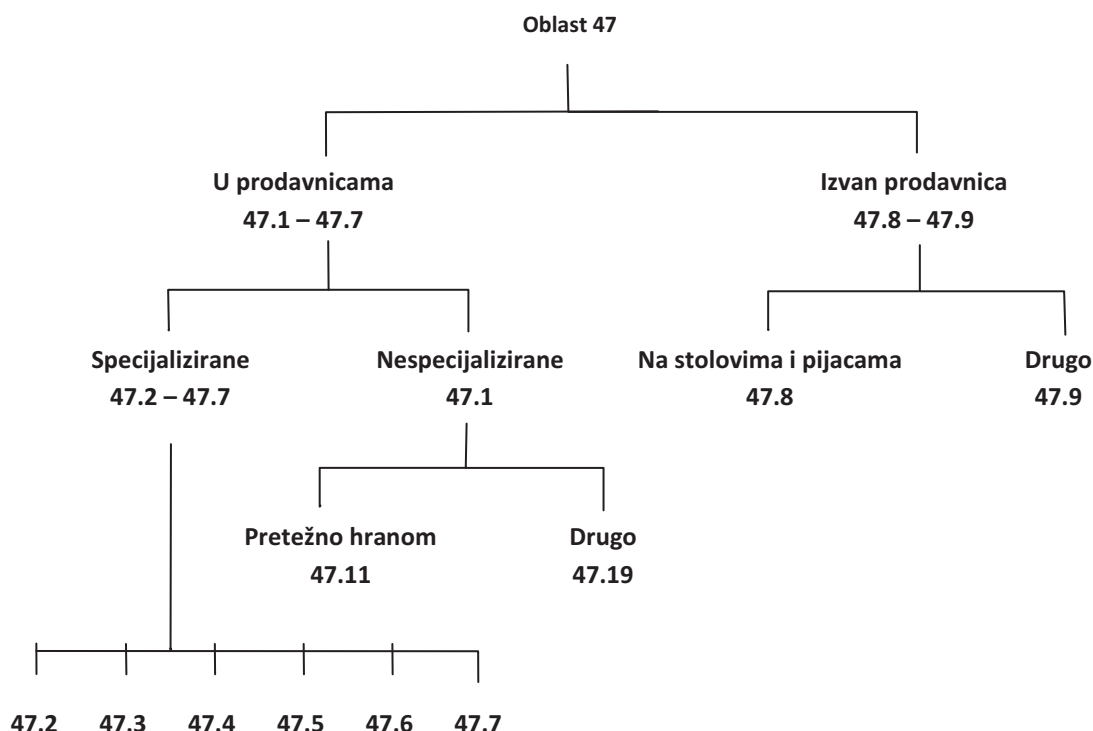 Oblast 47
U prodavnicama
47.1 – 47.7
Izvan prodavnica
47.8 – 47.9
Specijalizirane
47.2 – 47.7
Nespecijalizirane
47.1
Na stolovima i pijacama
47.8
Drugo
47.9
Pretežno hranom
47.11
Drugo
47.19
47.2 47.3 47.4 47.5 47.6 47.7